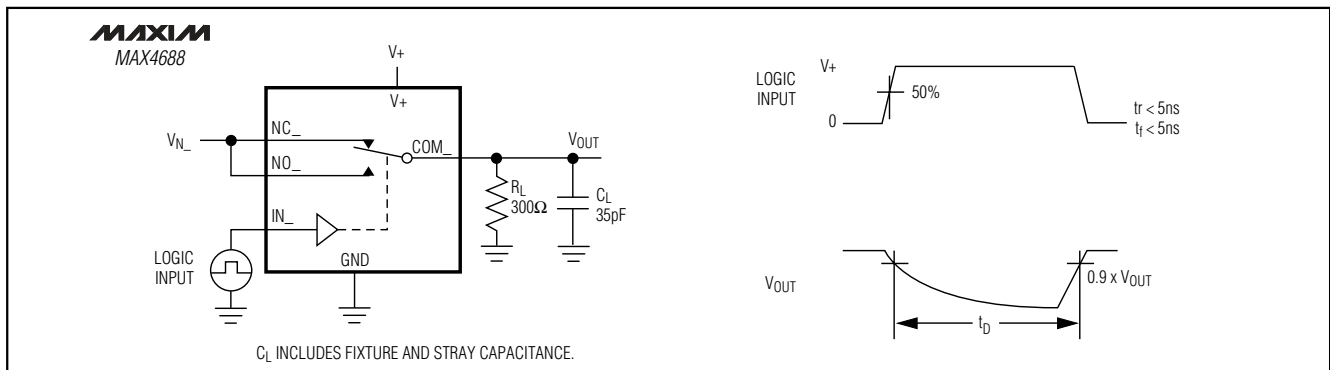 MAXIM
MAX4688
V+
V+
V_N_
NC_
NO_
COM_
V_OUT
R_L
300Ω
C_L
35pF
IN_
LOGIC
INPUT
GND
C_L INCLUDES FIXTURE AND STRAY CAPACITANCE.
LOGIC
INPUT
V+
0
50%
tr < 5ns
t_f < 5ns
V_OUT
0.9 x V_OUT
t_D